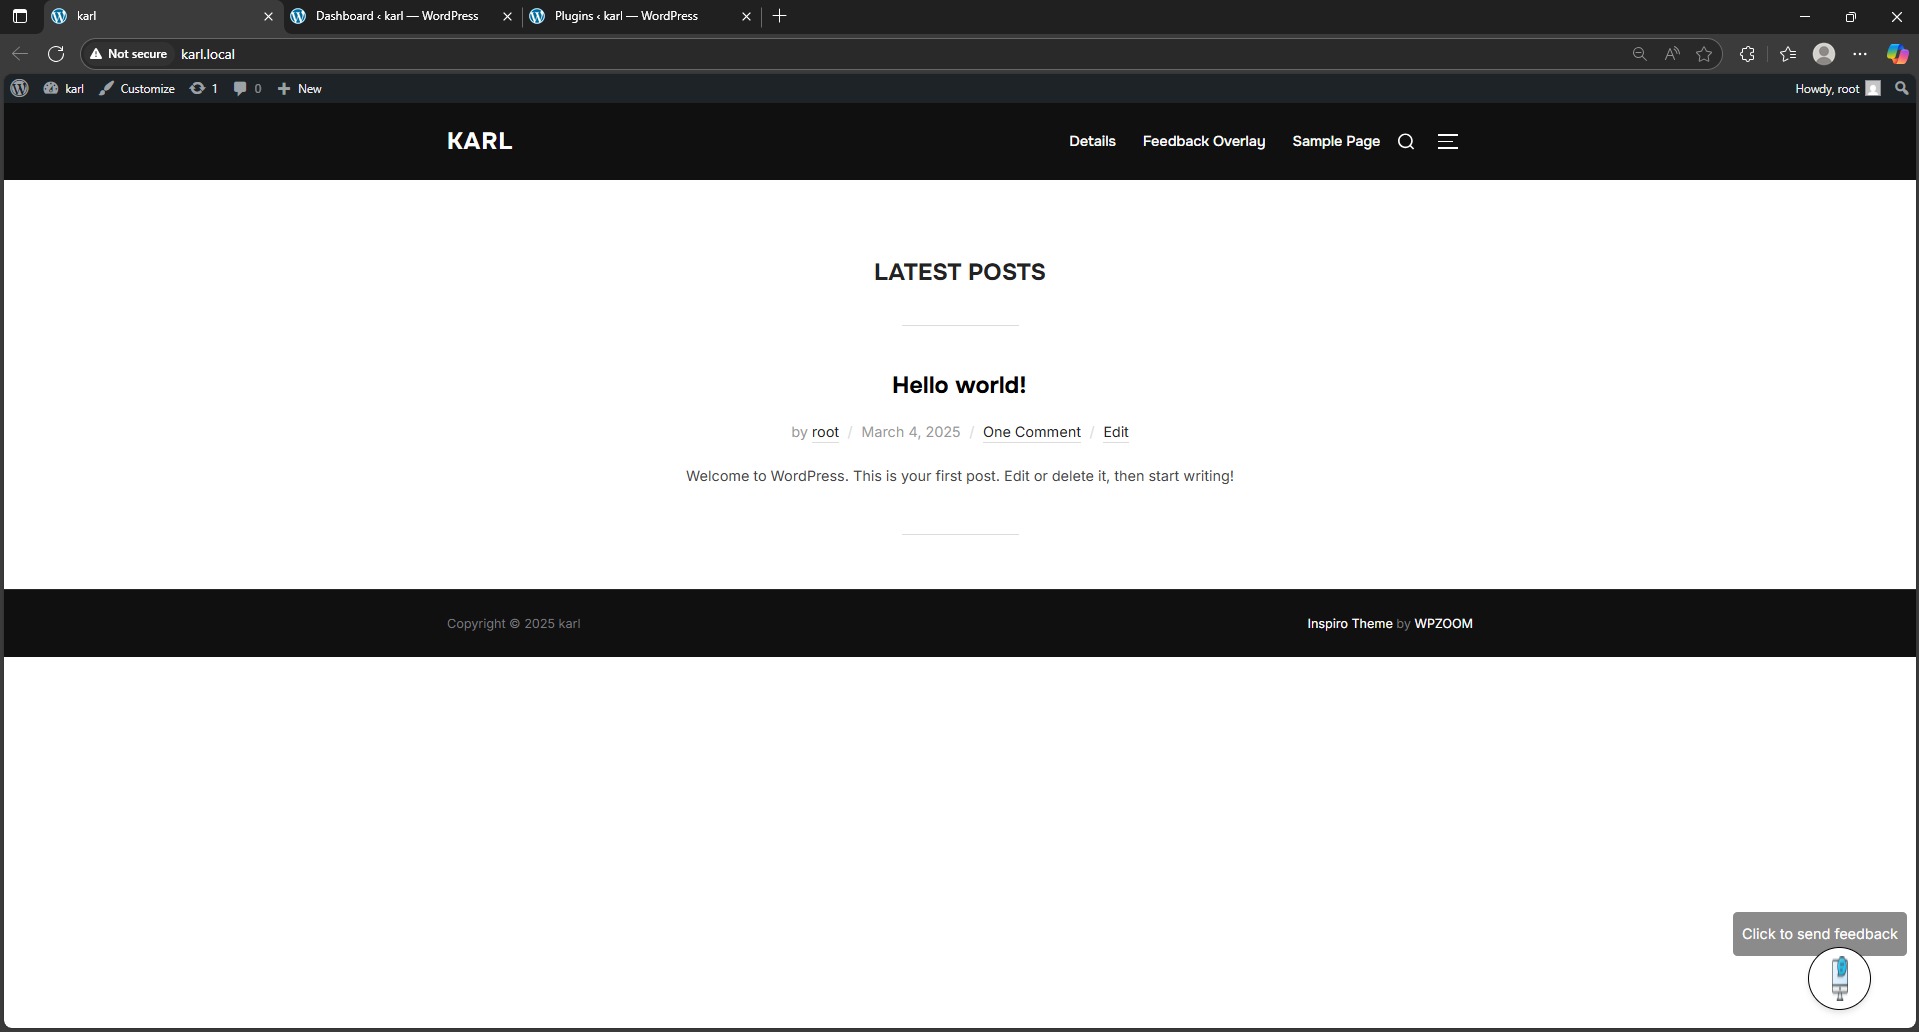 karl
Dashboard ‹ karl — WordPress
Plugins ‹ karl — WordPress
Not secure karl.local
karl Customize 1 0 New Howdy, root
KARL Details Feedback Overlay Sample Page
LATEST POSTS
Hello world!
by root / March 4, 2025 / One Comment / Edit
Welcome to WordPress. This is your first post. Edit or delete it, then start writing!
Copyright © 2025 karl Inspiro Theme by WPZOOM
Click to send feedback